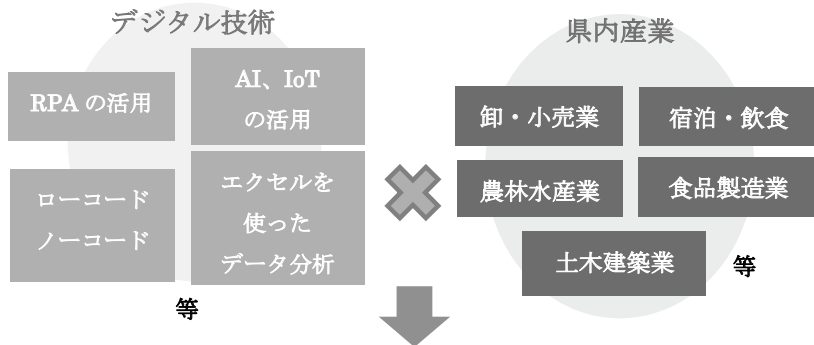 デジタル技術
RPA の活用
AI、IoT
の活用
ローコード
ノーコード
エクセルを
使った
データ分析
等
県内産業
卸・小売業
宿泊・飲食
農林水産業
食品製造業
土木建築業
等